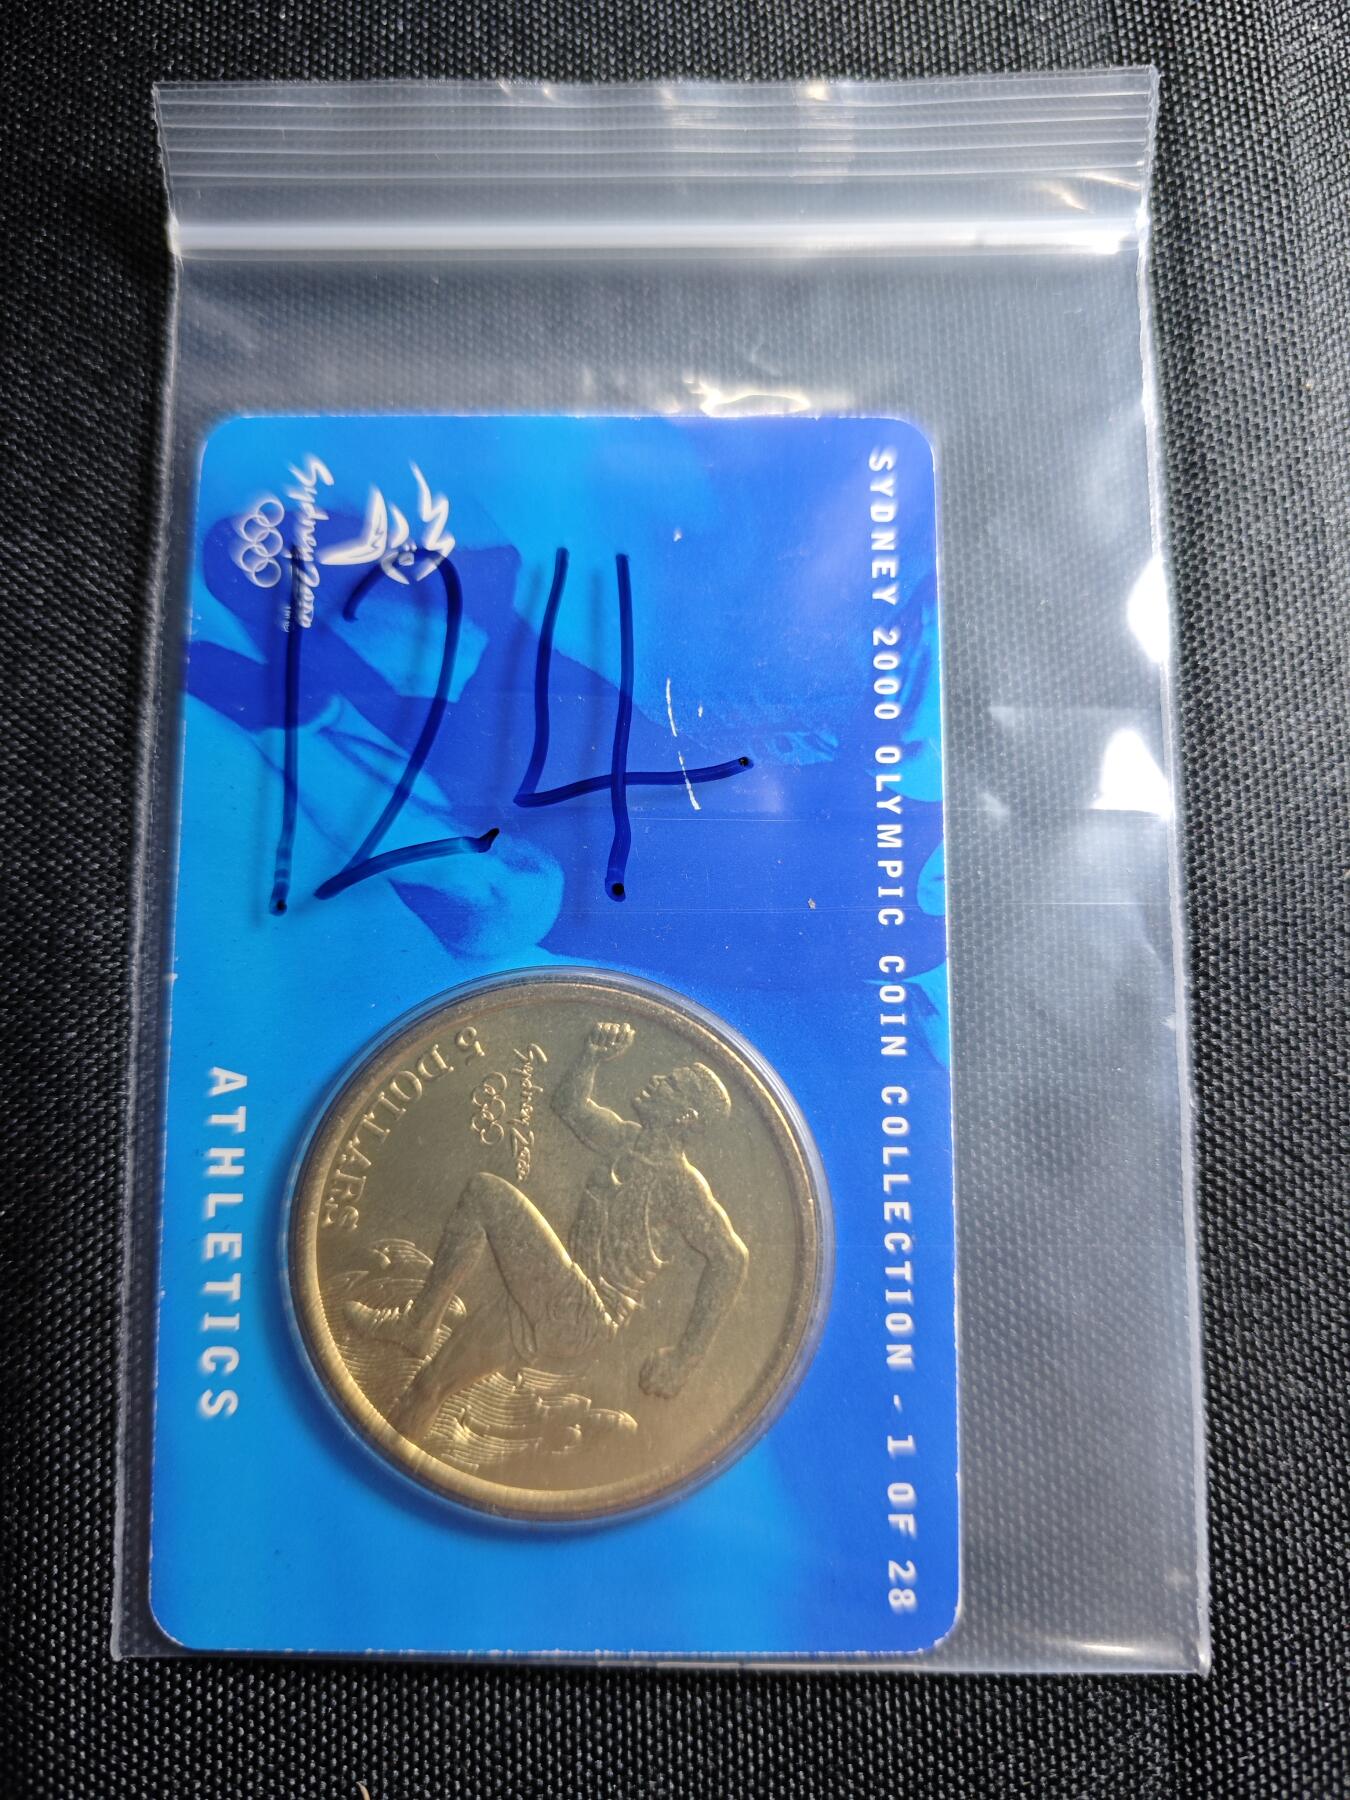 124
SYDNEY 2000 OLYMPIC COIN COLLECTION - 1 OF 28
Sydney 2000
5 DOLLARS
Sydney 2000
ATHLETICS